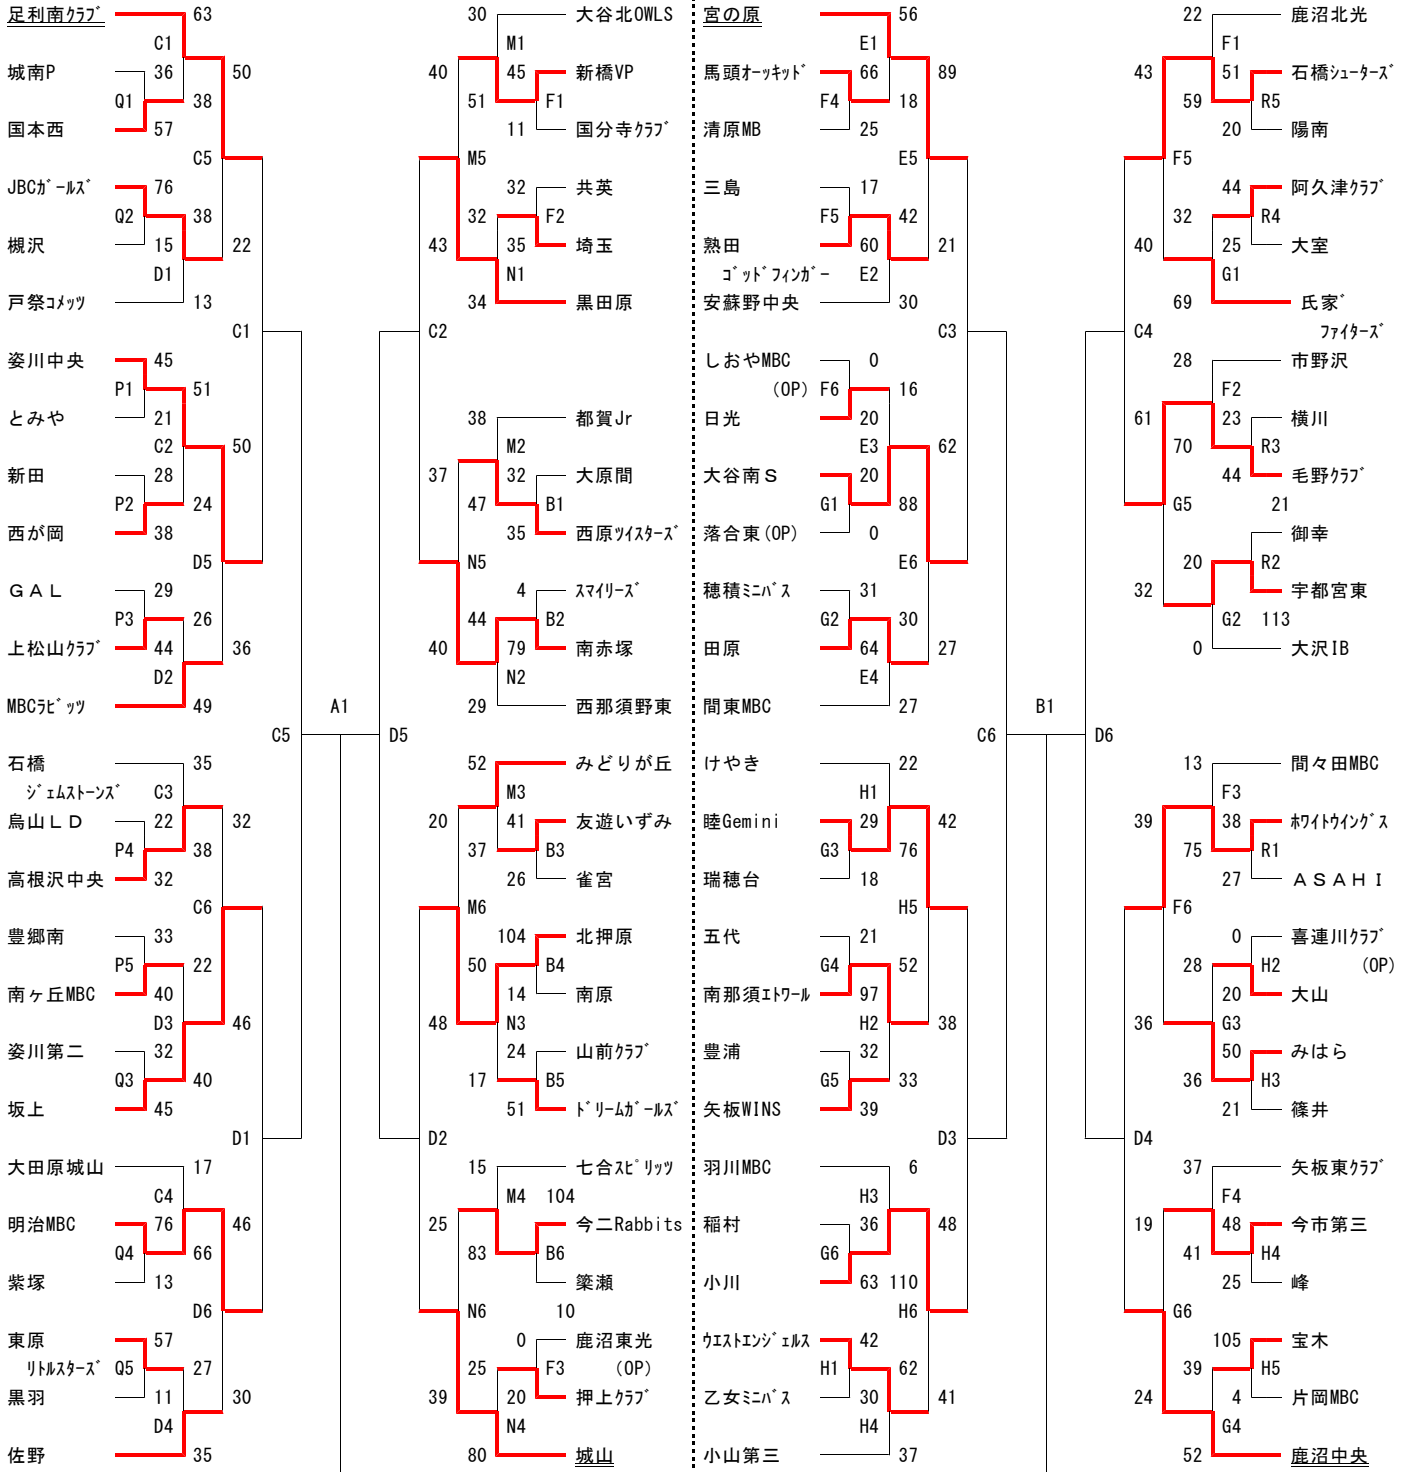 足利南ｸﾗﾌﾞ 63 30 大谷北OWLS 宮の原 56 22 鹿沼北光
C1 M1 E1 F1
城南P 36 50 40 45 新橋VP 馬頭ｵｰｯｷｯﾄﾞ 66 89 43 51 石橋ｼｭｰﾀｰｽﾞ
Q1 38 51 F1 F4 18 59 R5
国本西 57 11 国分寺ｸﾗﾌﾞ 清原MB 25 20 陽南
C5 M5 E5 F5
JBCｶﾞｰﾙｽﾞ 76 32 共英 三島 17 44 阿久津ｸﾗﾌﾞ
Q2 38 32 F2 F5 42 32 R4
槻沢 15 22 43 35 埼玉 熟田 60 21 40 25 大室
D1 N1 ｺﾞｯﾄﾞﾌｨﾝｶﾞｰ E2 G1
戸祭ｺﾒｯﾂ 13 34 黒田原 安蘇野中央 30 69 氏家ﾞ
C1 C2 C3 C4 ﾌｧｲﾀｰｽﾞ
姿川中央 45 しおやMBC 0 28 市野沢
P1 51 (OP) F6 16 F2
とみや 21 38 都賀Jr 日光 20 61 23 横川
C2 50 M2 E3 62 70 R3
新田 28 37 32 大原間 大谷南Ｓ 20 44 毛野ｸﾗﾌﾞ
P2 24 47 B1 G1 88 G5 21
西が岡 38 35 西原ﾂｲｽﾀｰｽﾞ 落合東(OP) 0 御幸
D5 N5 E6 20 R2
ＧＡＬ 29 4 ｽﾏｲﾘｰｽﾞ 穂積ﾐﾆﾊﾞｽ 31 32 宇都宮東
P3 26 44 B2 G2 30 G2 113
上松山ｸﾗﾌﾞ 44 36 40 79 南赤塚 田原 64 27 0 大沢IB
D2 N2 E4
MBCﾗﾋﾞｯﾂ 49 A1 29 西那須野東 間東MBC 27 B1
C5 D5 C6 D6
石橋 35 52 みどりが丘 けやき 22 13 間々田MBC
ｼﾞｪﾑｽﾄｰﾝｽﾞ C3 M3 H1 F3
烏山ＬＤ 22 32 20 41 友遊いずみ 睦Gemini 29 42 39 38 ﾎﾜｲﾄｳｲﾝｸﾞｽ
P4 38 37 B3 G3 76 75 R1
高根沢中央 32 26 雀宮 瑞穂台 18 27 ＡＳＡＨＩ
C6 M6 H5 F6
豊郷南 33 104 北押原 五代 21 0 喜連川ｸﾗﾌﾞ
P5 22 50 B4 G4 52 28 H2 (OP)
南ヶ丘MBC 40 14 南原 南那須ｴﾄﾜｰﾙ 97 20 大山
D3 46 48 N3 H2 38 36 G3
姿川第二 32 24 山前ｸﾗﾌﾞ 豊浦 32 50 みはら
Q3 40 17 B5 G5 33 36 H3
坂上 45 51 ﾄﾞﾘｰﾑｶﾞｰﾙｽﾞ 矢板WINS 39 21 篠井
D1 D2 D3 D4
大田原城山 17 15 七合ｽﾋﾟﾘｯﾂ 羽川MBC 6 37 矢板東ｸﾗﾌﾞ
C4 M4 104 H3 F4
明治MBC 76 46 25 今二Rabbits 稲村 36 48 19 48 今市第三
Q4 66 83 B6 G6 41 H4
紫塚 13 簗瀬 小川 63 110 25 峰
D6 N6 10 H6 G6
東原 57 0 鹿沼東光 ｳｴｽﾄｴﾝｼﾞｪﾙｽ 42 105 宝木
ﾘﾄﾙｽﾀｰｽﾞ Q5 27 25 F3 (OP) H1 62 39 H5
黒羽 11 30 39 20 押上ｸﾗﾌﾞ 乙女ﾐﾆﾊﾞｽ 30 41 24 4 片岡MBC
D4 N4 H4 G4
佐野 35 80 城山 小山第三 37 52 鹿沼中央